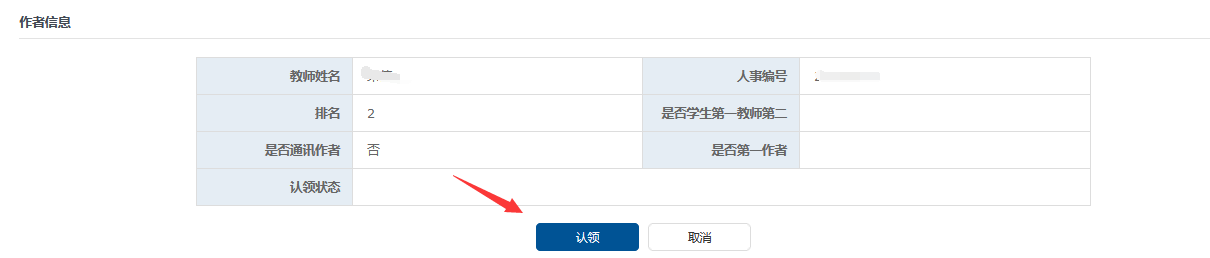 作者信息
教师姓名 人事编号
排名 2 是否学生第一教师第二
是否通讯作者 否 是否第一作者
认领状态
认领 取消